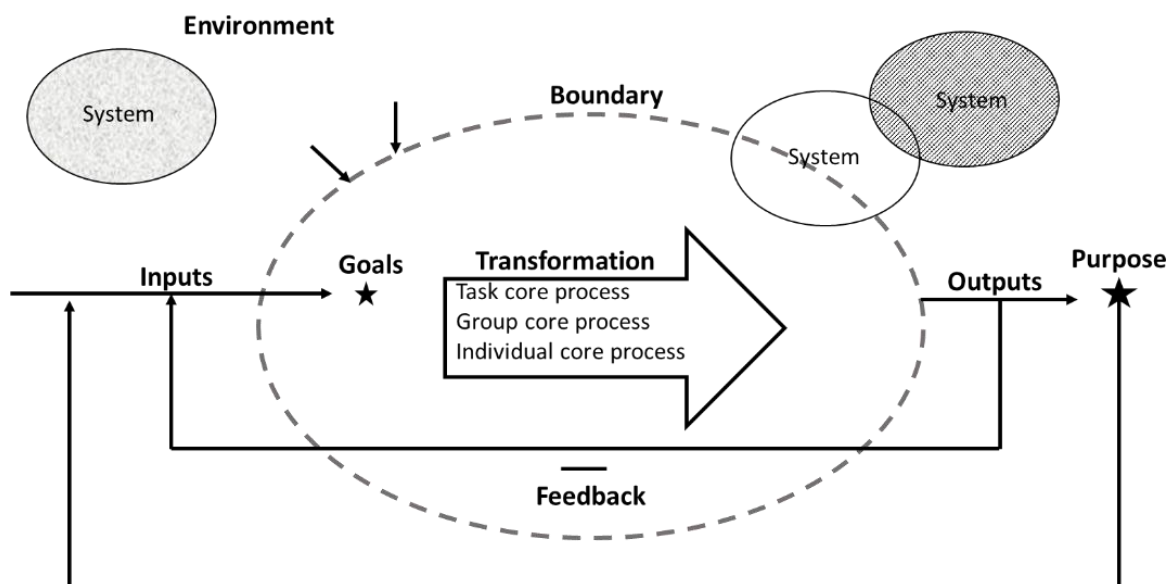 Environment
System
System
Boundary
System
Inputs
Goals
Transformation
Task core process
Group core process
Individual core process
Outputs
Purpose
Feedback